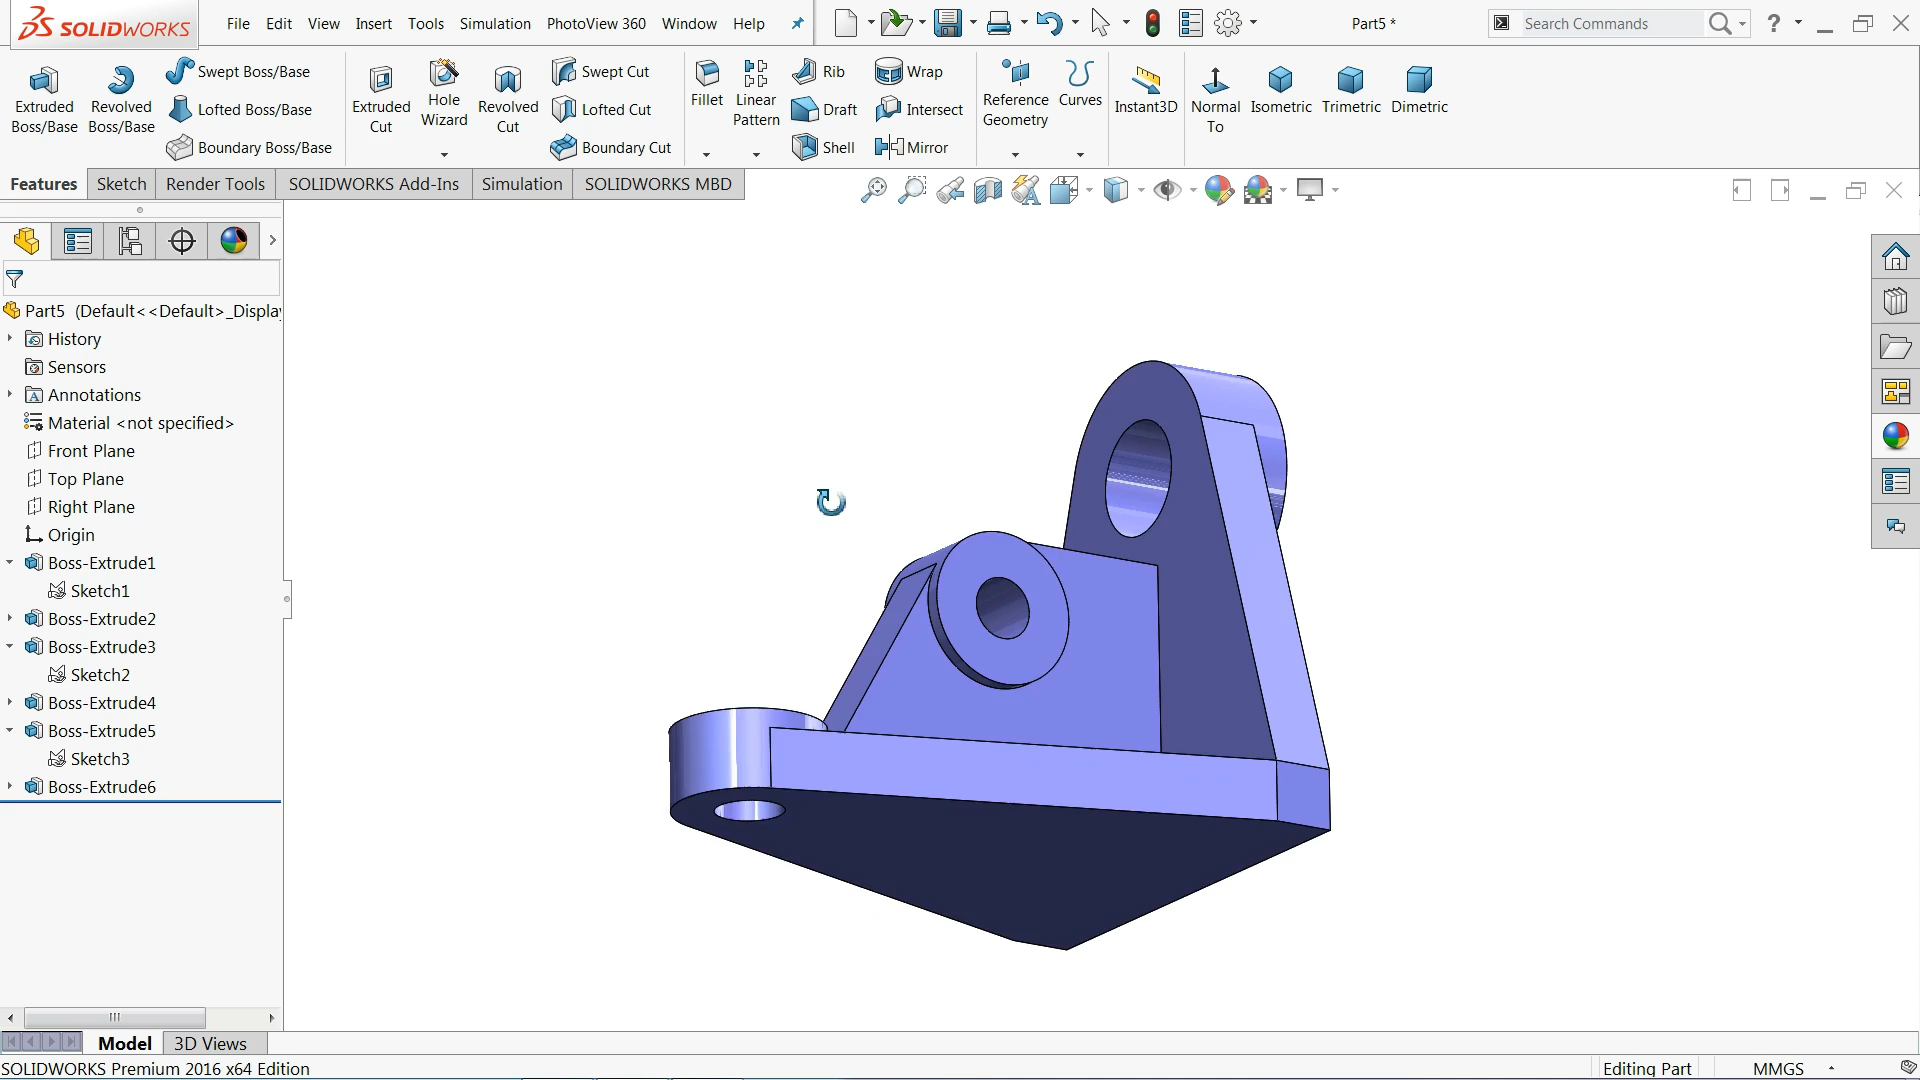 SOLIDWORKS
File Edit View Insert Tools Simulation PhotoView 360 Window Help
Part5 *
Search Commands
?
Extruded Boss/Base
Revolved Boss/Base
Swept Boss/Base
Lofted Boss/Base
Boundary Boss/Base
Extruded Cut
Hole Wizard
Revolved Cut
Swept Cut
Lofted Cut
Boundary Cut
Fillet
Linear Pattern
Rib
Draft
Shell
Wrap
Intersect
Mirror
Reference Geometry
Curves
Instant3D
Normal To
Isometric
Trimetric
Dimetric
Features Sketch Render Tools SOLIDWORKS Add-Ins Simulation SOLIDWORKS MBD
Part5 (Default<<Default>_Displa
History
Sensors
A Annotations
Material <not specified>
Front Plane
Top Plane
Right Plane
Origin
Boss-Extrude1
Sketch1
Boss-Extrude2
Boss-Extrude3
Sketch2
Boss-Extrude4
Boss-Extrude5
Sketch3
Boss-Extrude6
Model 3D Views
SOLIDWORKS Premium 2016 x64 Edition
Editing Part
MMGS